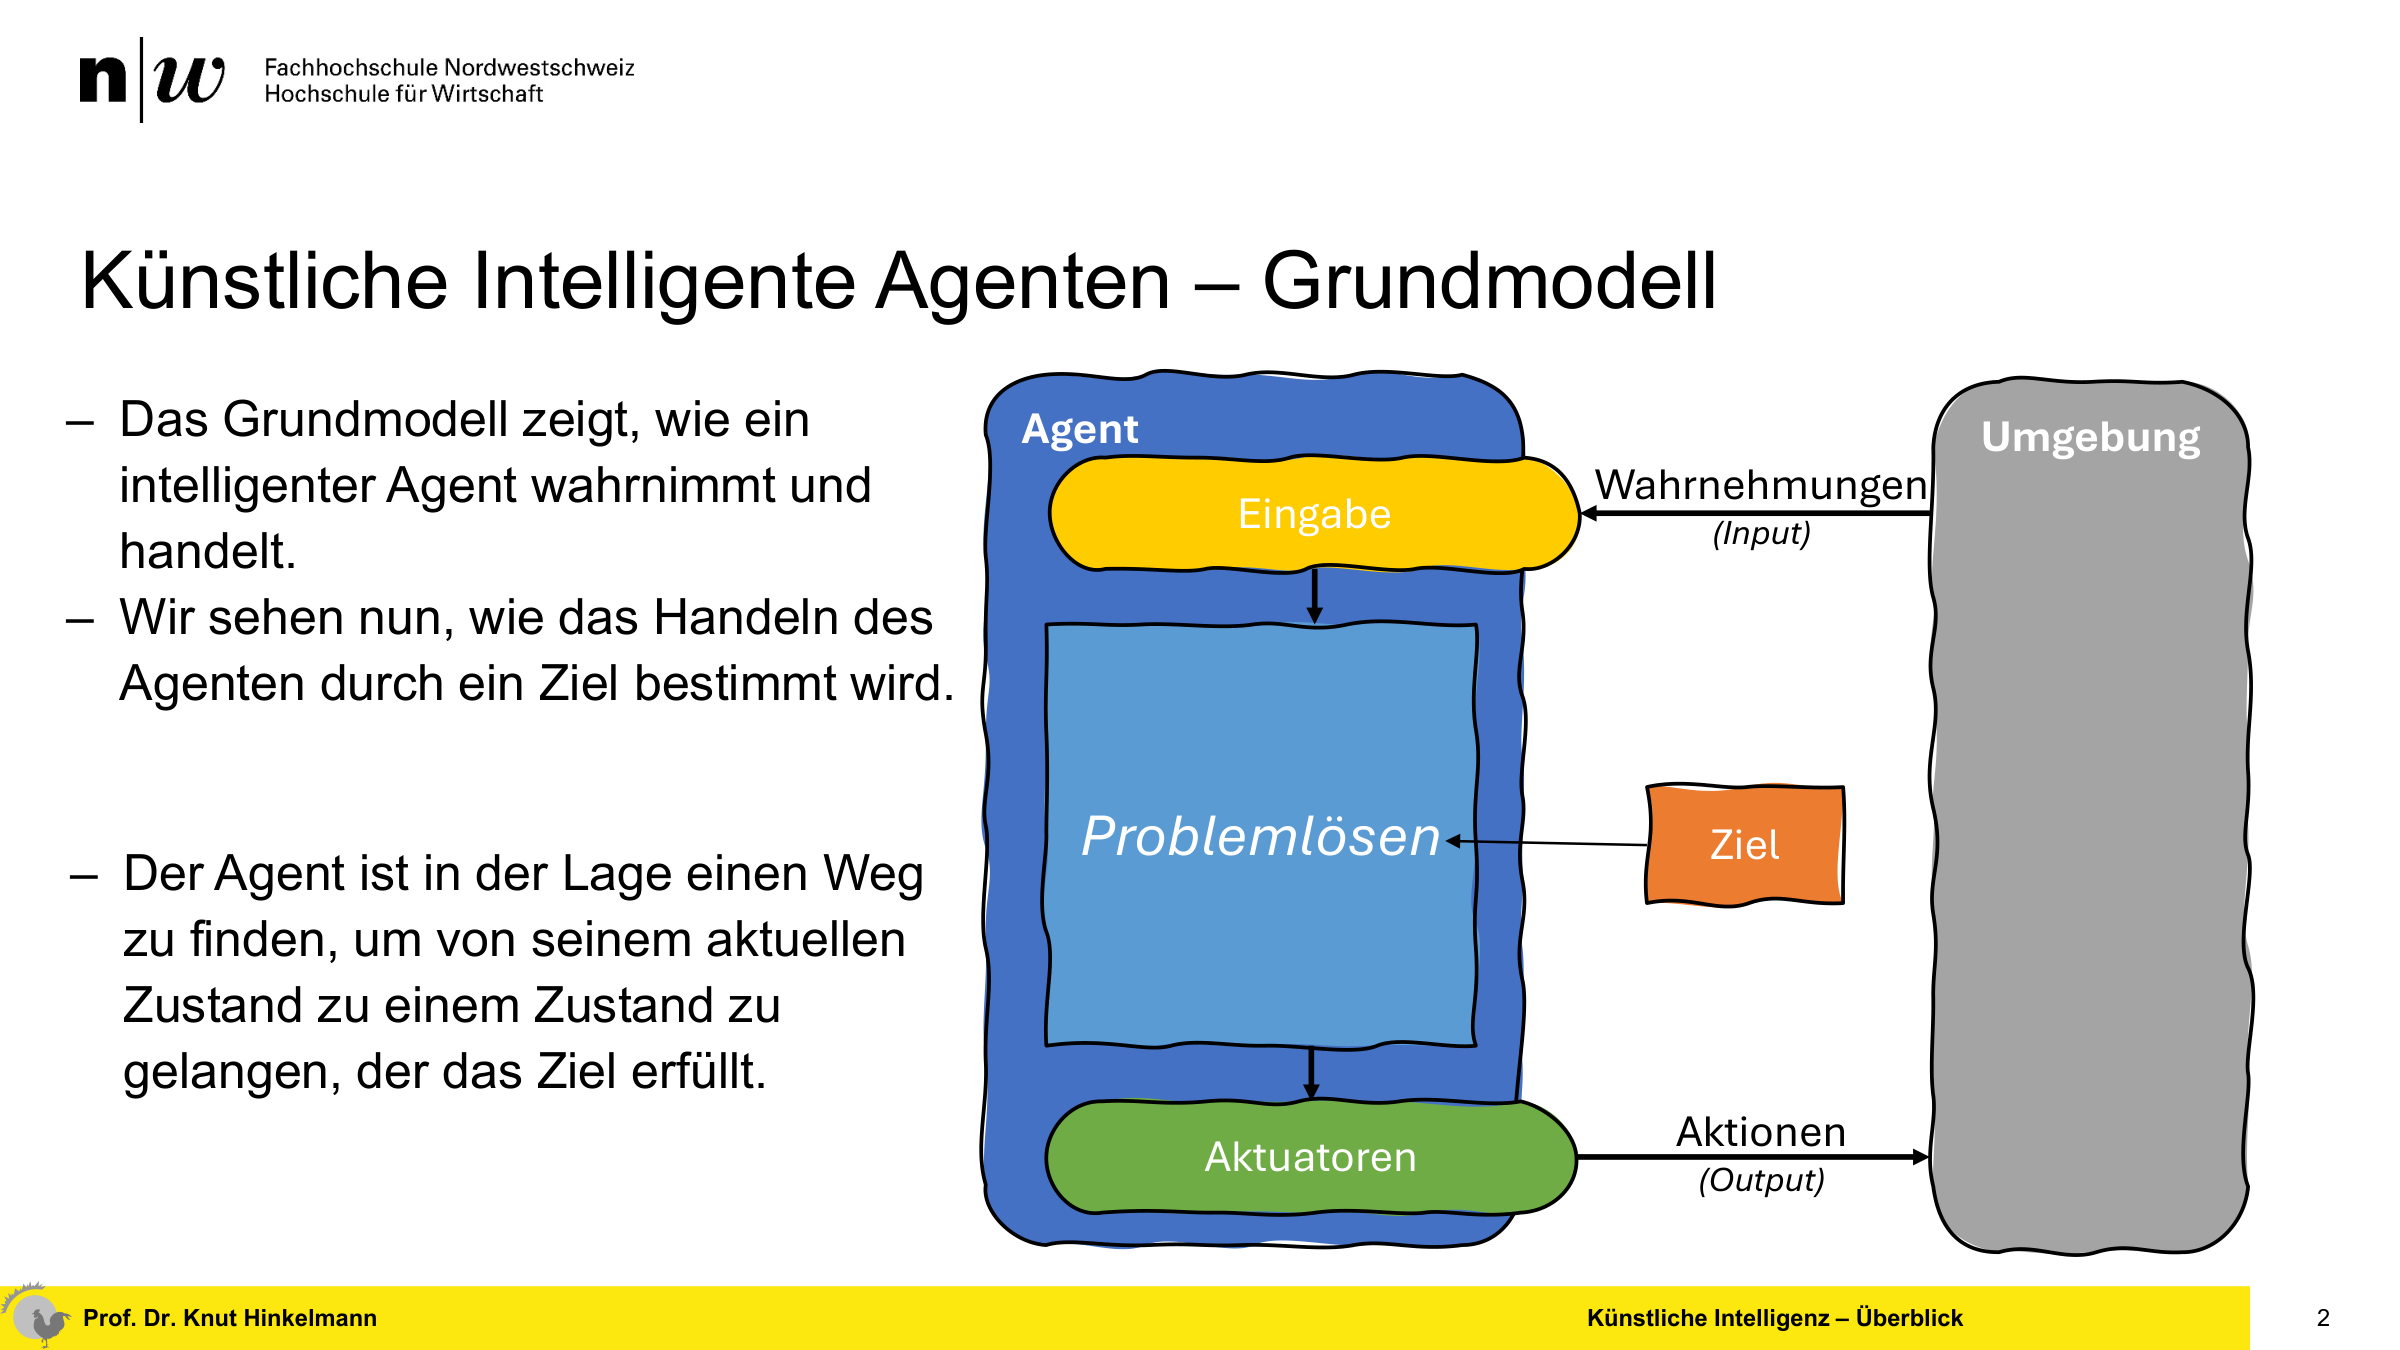 n|w
Fachhochschule Nordwestschweiz
Hochschule für Wirtschaft
Künstliche Intelligente Agenten – Grundmodell
– Das Grundmodell zeigt, wie ein
intelligenter Agent wahrnimmt und
handelt.
– Wir sehen nun, wie das Handeln des
Agenten durch ein Ziel bestimmt wird.
– Der Agent ist in der Lage einen Weg
zu finden, um von seinem aktuellen
Zustand zu einem Zustand zu
gelangen, der das Ziel erfüllt.
Agent
Eingabe
Problemlösen
Aktuatoren
Wahrnehmungen
(Input)
Ziel
Aktionen
(Output)
Umgebung
Prof. Dr. Knut Hinkelmann
Künstliche Intelligenz – Überblick
2